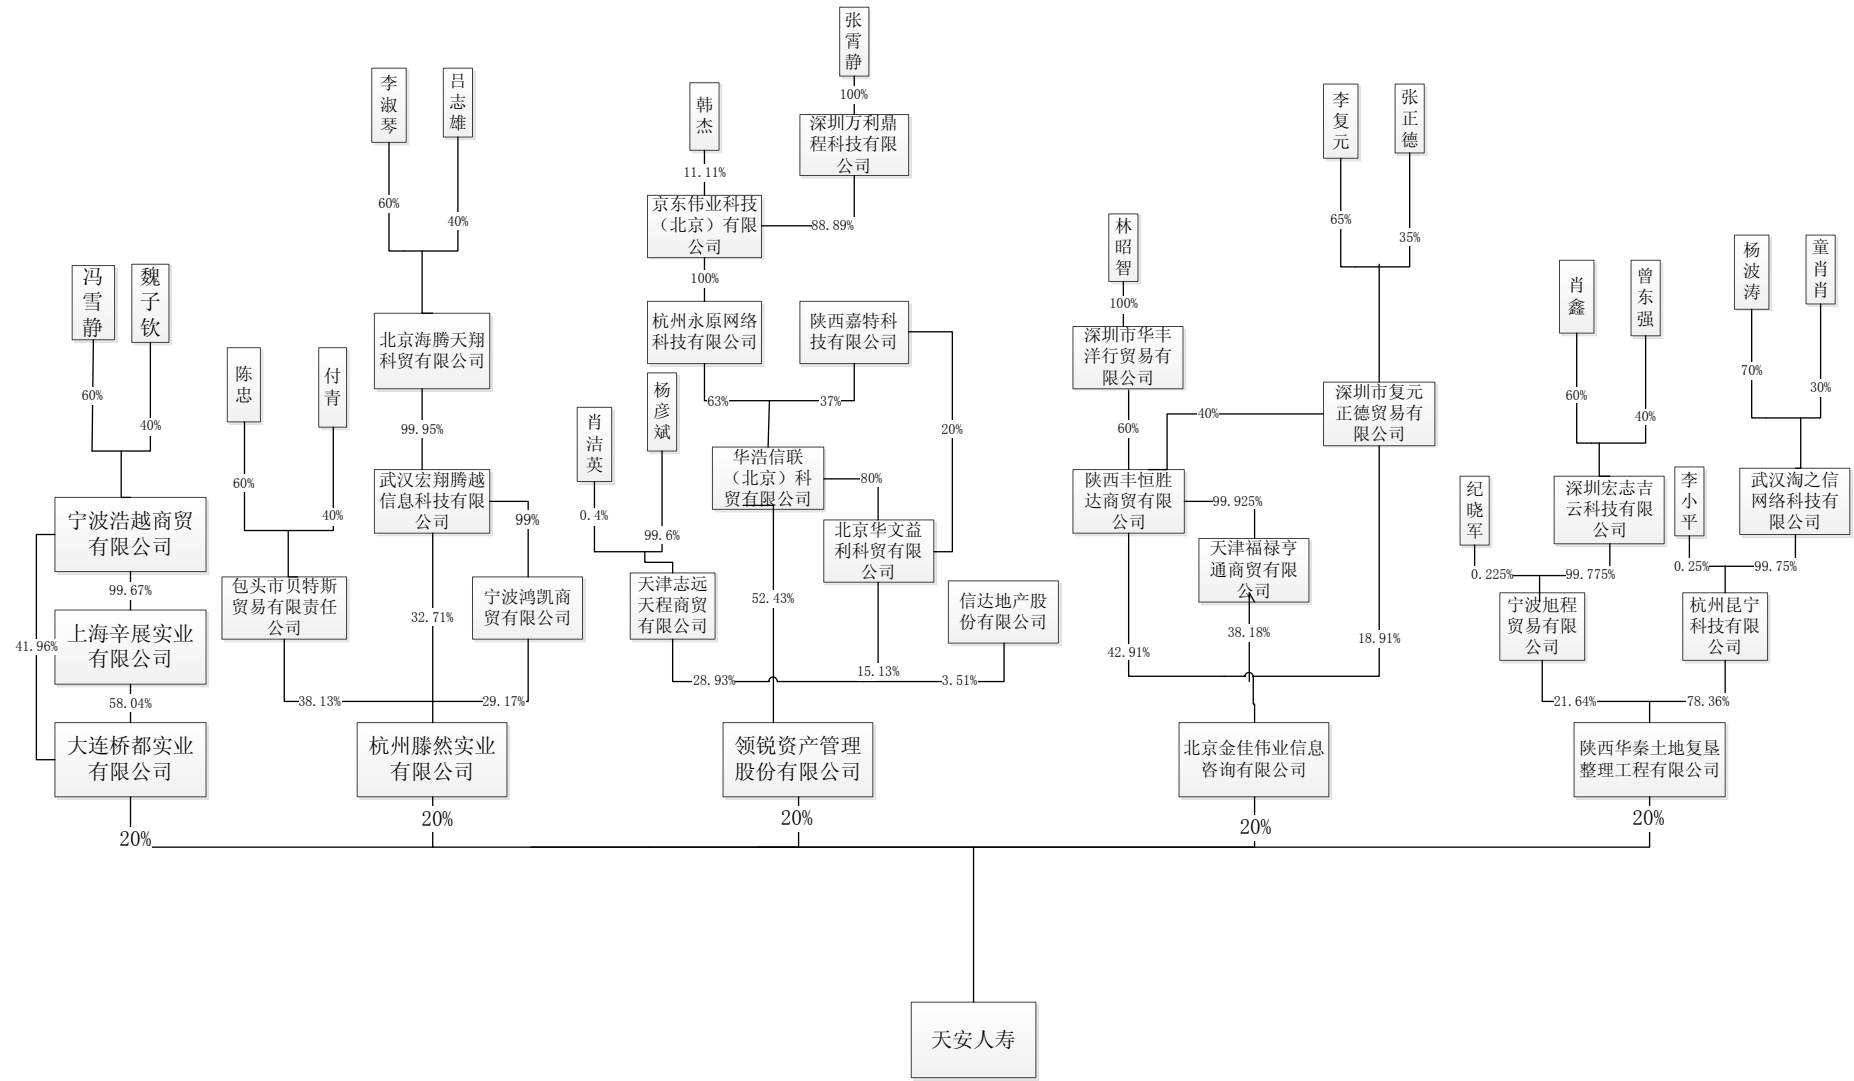 张
霄
静
100%
深圳万利鼎
程科技有限
公司
韩
杰
11.11%
京东伟业科技
（北京）有限
公司
88.89%
100%
杭州永原网络
科技有限公司
陕西嘉特科
技有限公司
63%
37%
20%
华浩信联
（北京）科
贸有限公司
80%
北京华文益
利科贸有限
公司
杨
彦
斌
肖
洁
英
0.4%
99.6%
天津志远
天程商贸
有限公司
52.43%
信达地产股
份有限公司
28.93%
15.13%
3.51%
领锐资产管理
股份有限公司
20%
李
淑
琴
吕
志
雄
60%
40%
北京海腾天翔
科贸有限公司
99.95%
武汉宏翔腾越
信息科技有限
公司
99%
陈
忠
付
青
60%
40%
包头市贝特斯
贸易有限责任
公司
32.71%
宁波鸿凯商
贸有限公司
38.13%
29.17%
杭州滕然实业
有限公司
20%
冯
雪
静
魏
子
钦
60%
40%
宁波浩越商贸
有限公司
99.67%
上海辛展实业
有限公司
41.96%
58.04%
大连桥都实业
有限公司
20%
李
复
元
张
正
德
65%
35%
林
昭
智
100%
深圳市华丰
洋行贸易有
限公司
深圳市复元
正德贸易有
限公司
40%
60%
陕西丰恒胜
达商贸有限
公司
99.925%
天津福禄亨
通商贸有限
公司
42.91%
38.18%
18.91%
北京金佳伟业信息
咨询有限公司
20%
肖
鑫
曾
东
强
60%
40%
杨
波
涛
童
肖
肖
70%
30%
纪
晓
军
深圳宏志吉
云科技有限
公司
李
小
平
武汉淘之信
网络科技有
限公司
0.225%
99.775%
0.25%
99.75%
宁波旭程
贸易有限
公司
杭州昆宁
科技有限
公司
21.64%
78.36%
陕西华秦土地复垦
整理工程有限公司
20%
天安人寿